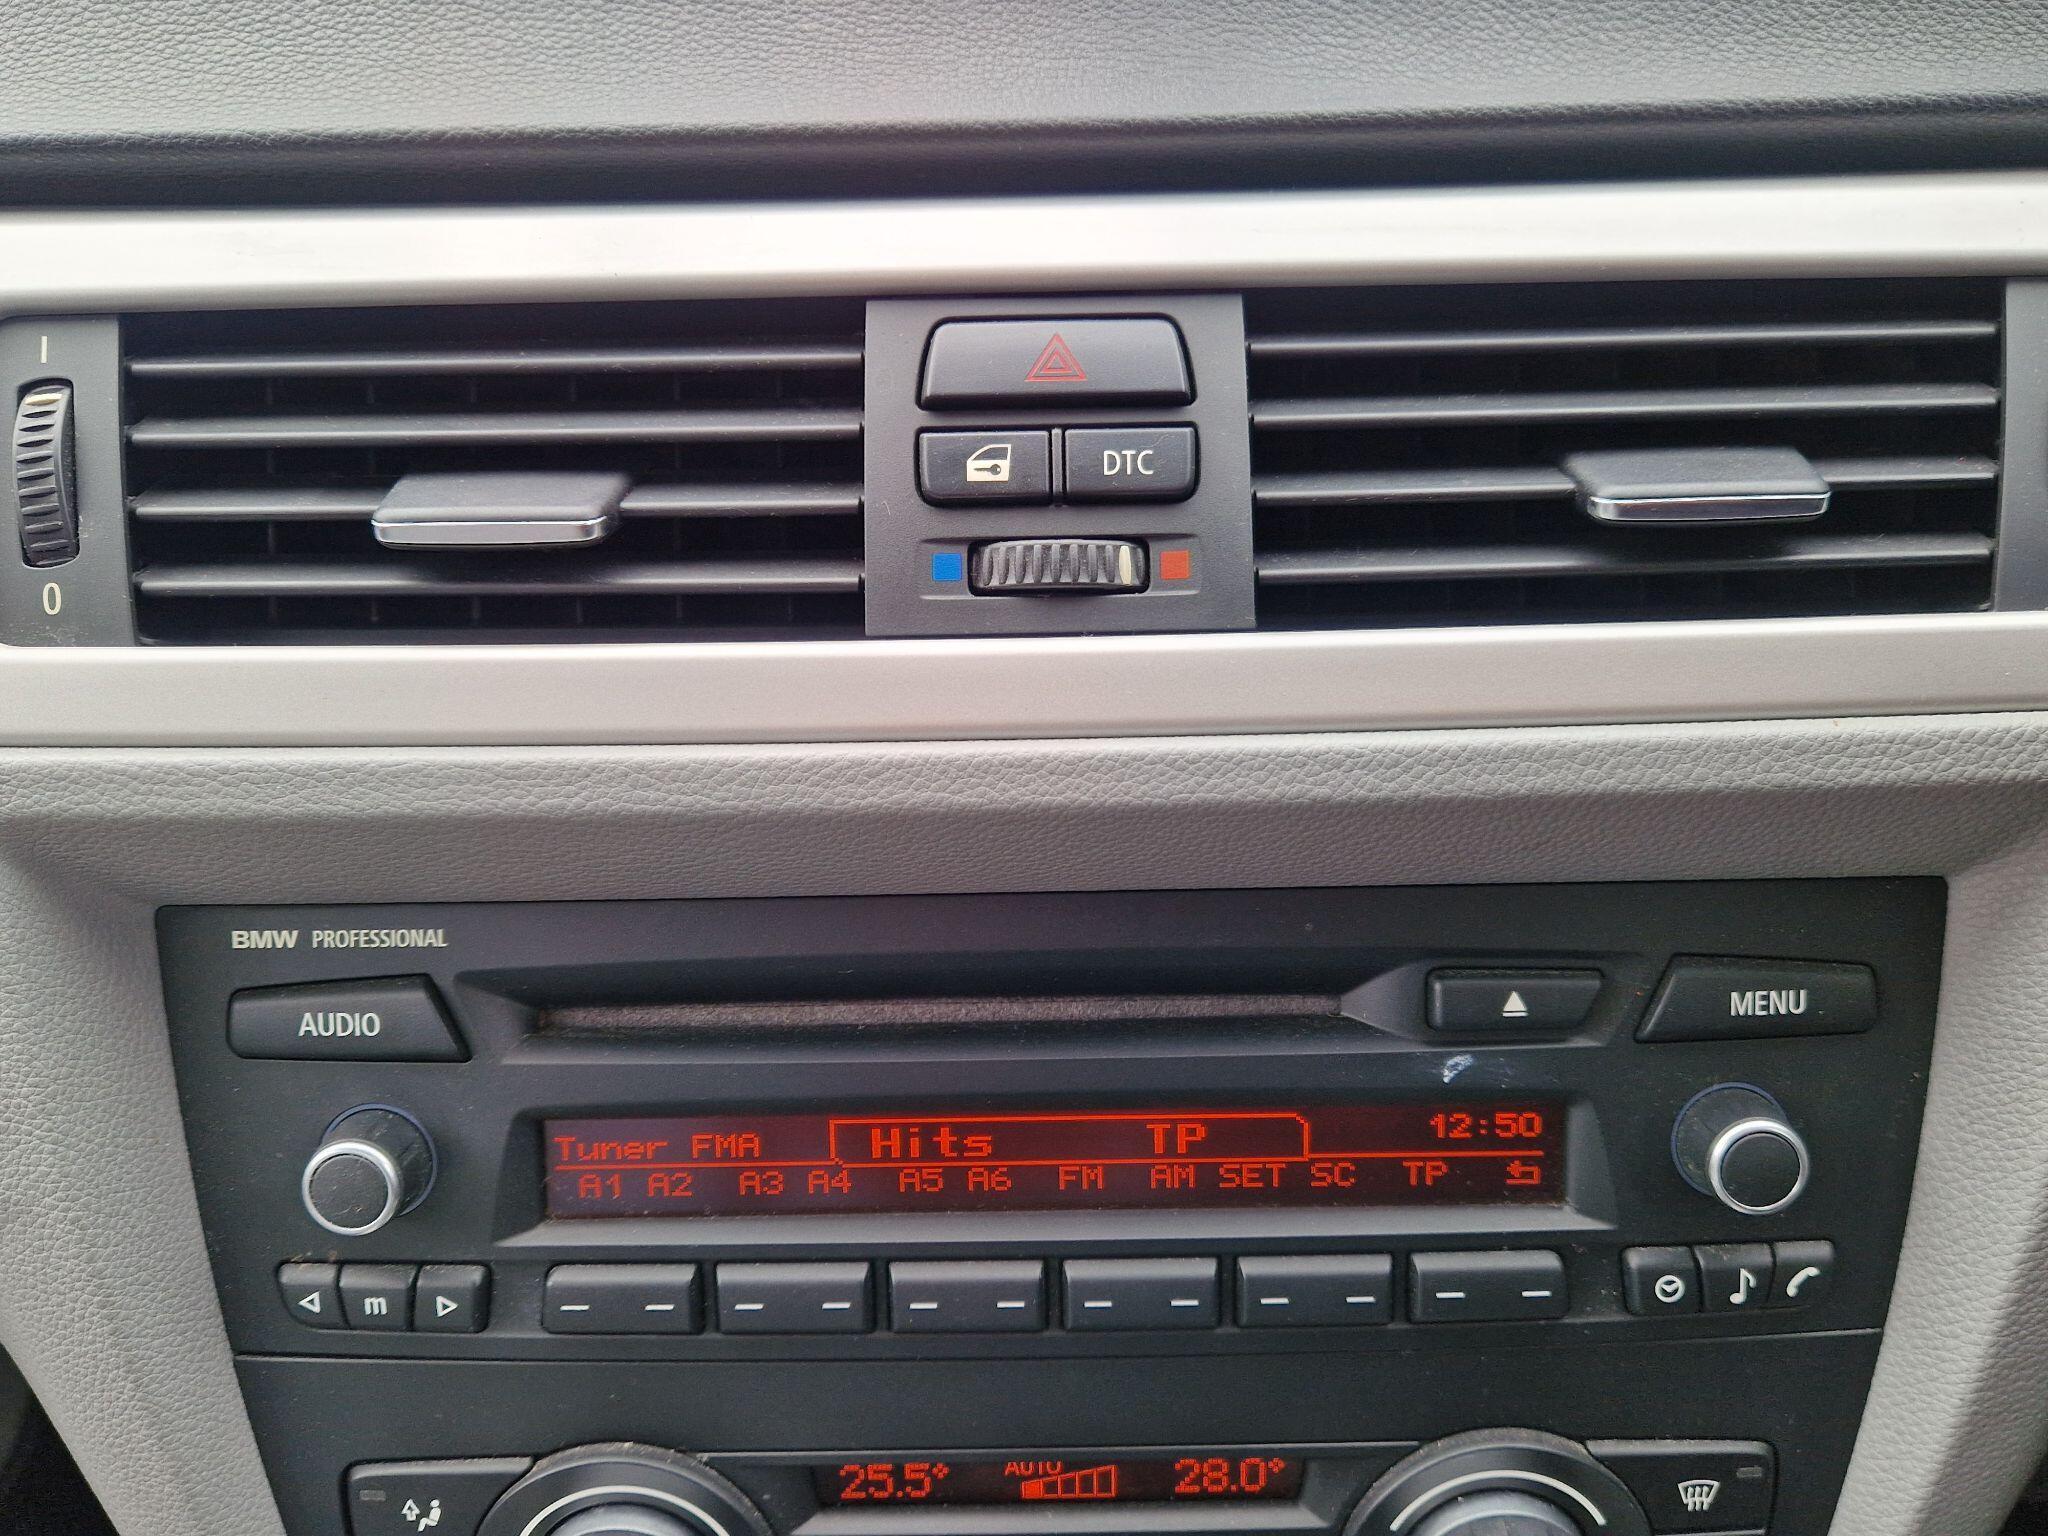 I
DTC
0
BMW PROFESSIONAL
AUDIO
MENU
Tuner FMA Hits TP 12:50
A1 A2 A3 A4 A5 A6 FM AM SET SC TP
m
25.5° AUTO 28.0°